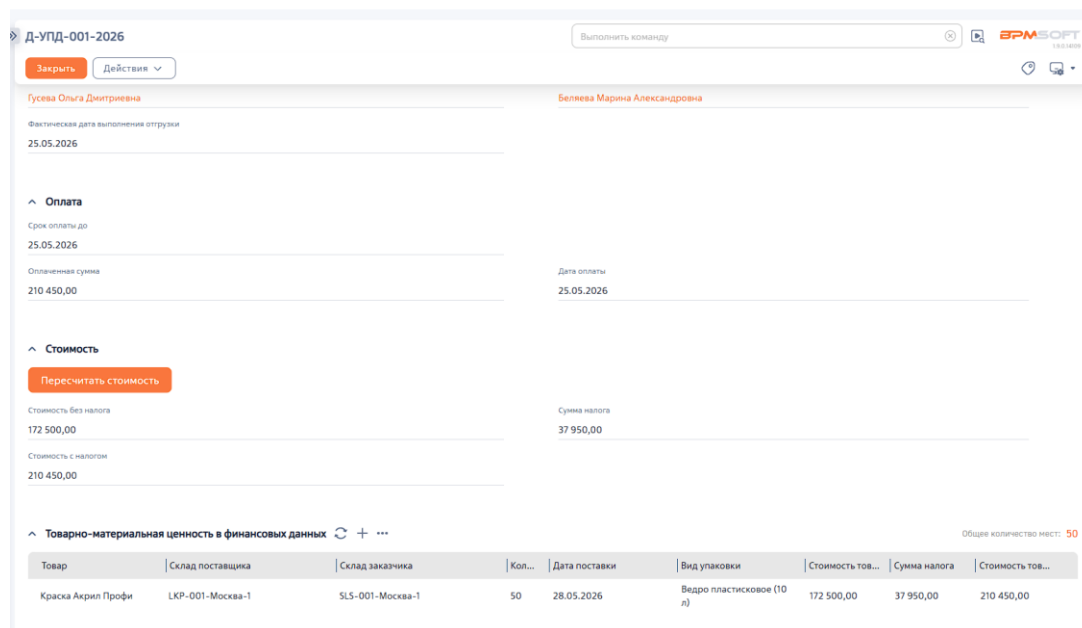 Д-УПД-001-2026
Выполнить команду
BPMSOFT
Закрыть
Действия
Гусева Ольга Дмитриевна
Беляева Марина Александровна
Фактическая дата выполнения отгрузки
25.05.2026
Оплата
Срок оплаты до
25.05.2026
Оплаченная сумма
Дата оплаты
210 450,00
25.05.2026
Стоимость
Пересчитать стоимость
Стоимость без налога
Сумма налога
172 500,00
37 950,00
Стоимость с налогом
210 450,00
Товарно-материальная ценность в финансовых данных
Общее количество мест: 50
Товар Склад поставщика Склад заказчика Кол... Дата поставки Вид упаковки Стоимость тов... Сумма налога Стоимость тов...
Краска Акрил Профи LKP-001-Москва-1 SLS-001-Москва-1 50 28.05.2026 Ведро пластисковое (10 л) 172 500,00 37 950,00 210 450,00